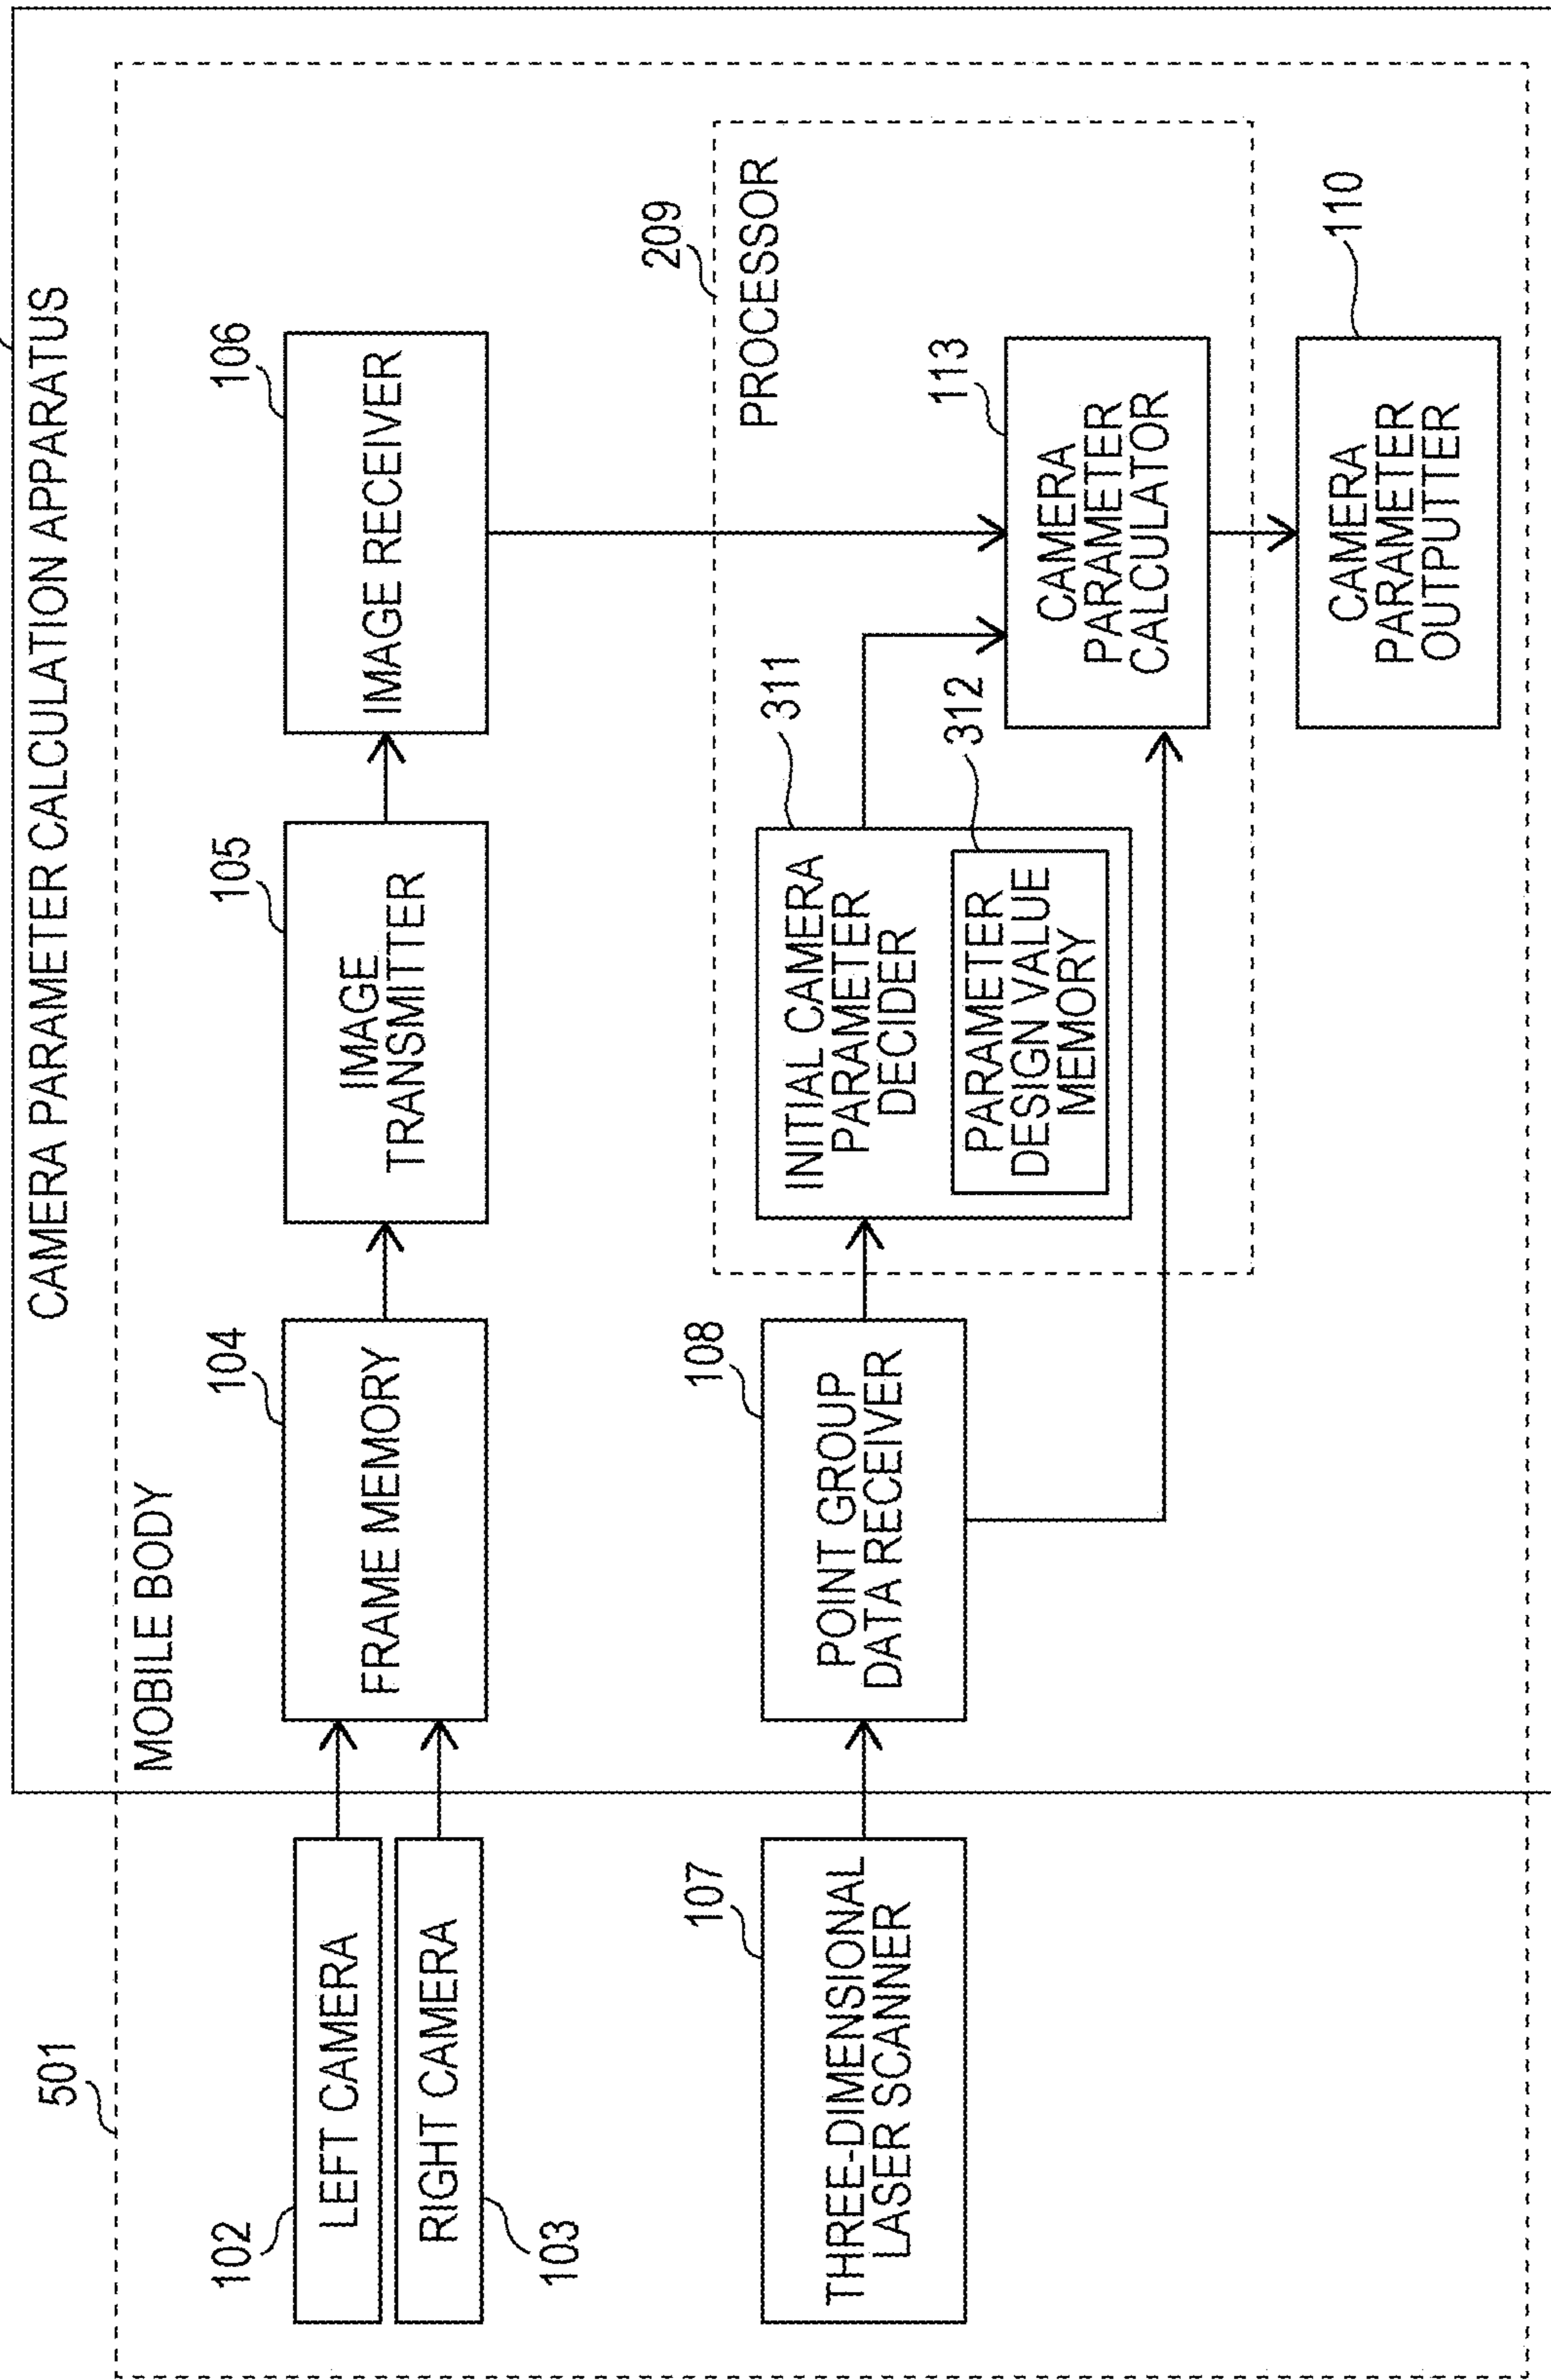 CAMERA PARAMETER CALCULATION APPARATUS
501
MOBILE BODY
102
LEFT CAMERA
RIGHT CAMERA
103
104
FRAME MEMORY
105
IMAGE
TRANSMITTER
106
IMAGE RECEIVER
107
THREE-DIMENSIONAL
LASER SCANNER
108
POINT GROUP
DATA RECEIVER
209
PROCESSOR
311
INITIAL CAMERA
PARAMETER
DECIDER
312
PARAMETER
DESIGN VALUE
MEMORY
113
CAMERA
PARAMETER
CALCULATOR
110
CAMERA
PARAMETER
OUTPUTTER